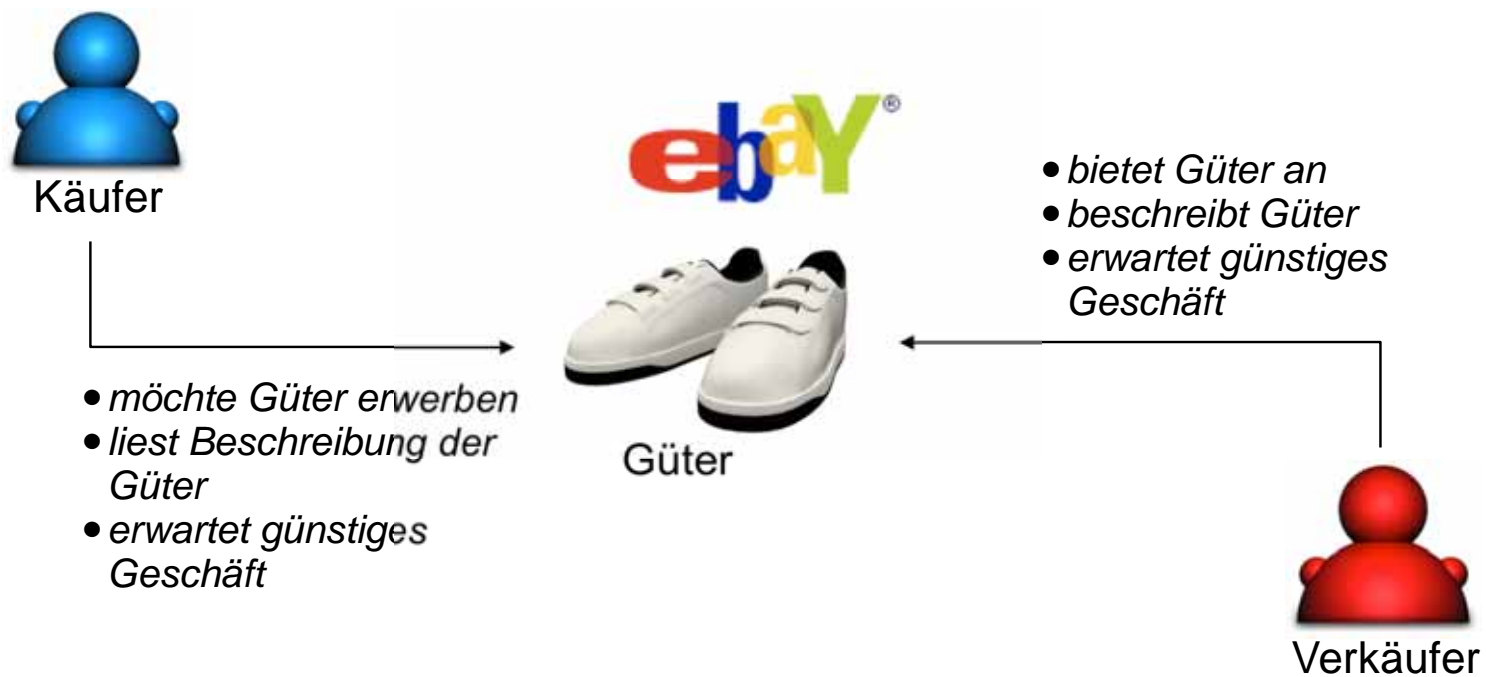 Käufer
• möchte Güter erwerben
• liest Beschreibung der
Güter
• erwartet günstiges
Geschäft
ebaY®
Güter
• bietet Güter an
• beschreibt Güter
• erwartet günstiges
Geschäft
Verkäufer